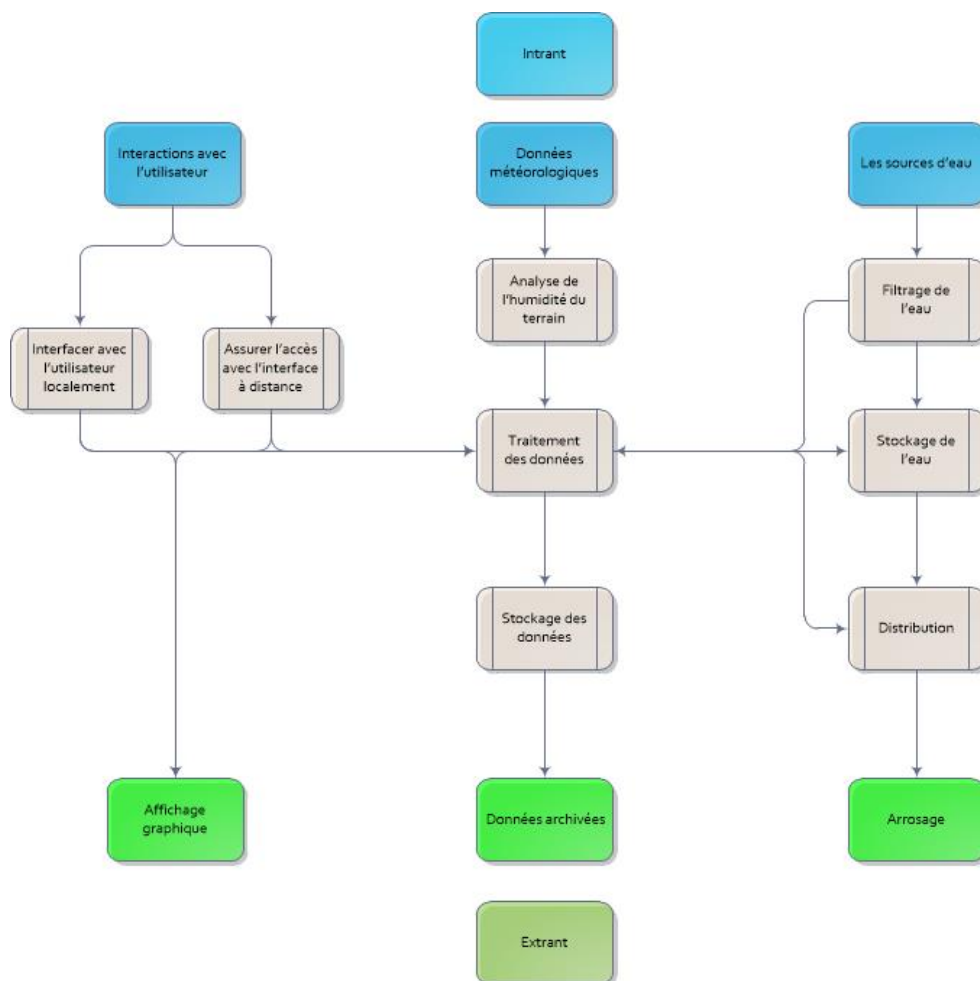 Intrant
Interactions avec
l'utilisateur
Données
météorologiques
Les sources d'eau
Analyse de
l'humidité du
terrain
Filtrage de
l'eau
Interfacer avec
l'utilisateur
localement
Assurer l'accès
avec l'interface
à distance
Traitement
des données
Stockage de
l'eau
Stockage des
données
Distribution
Affichage
graphique
Données archivées
Arrosage
Extrant